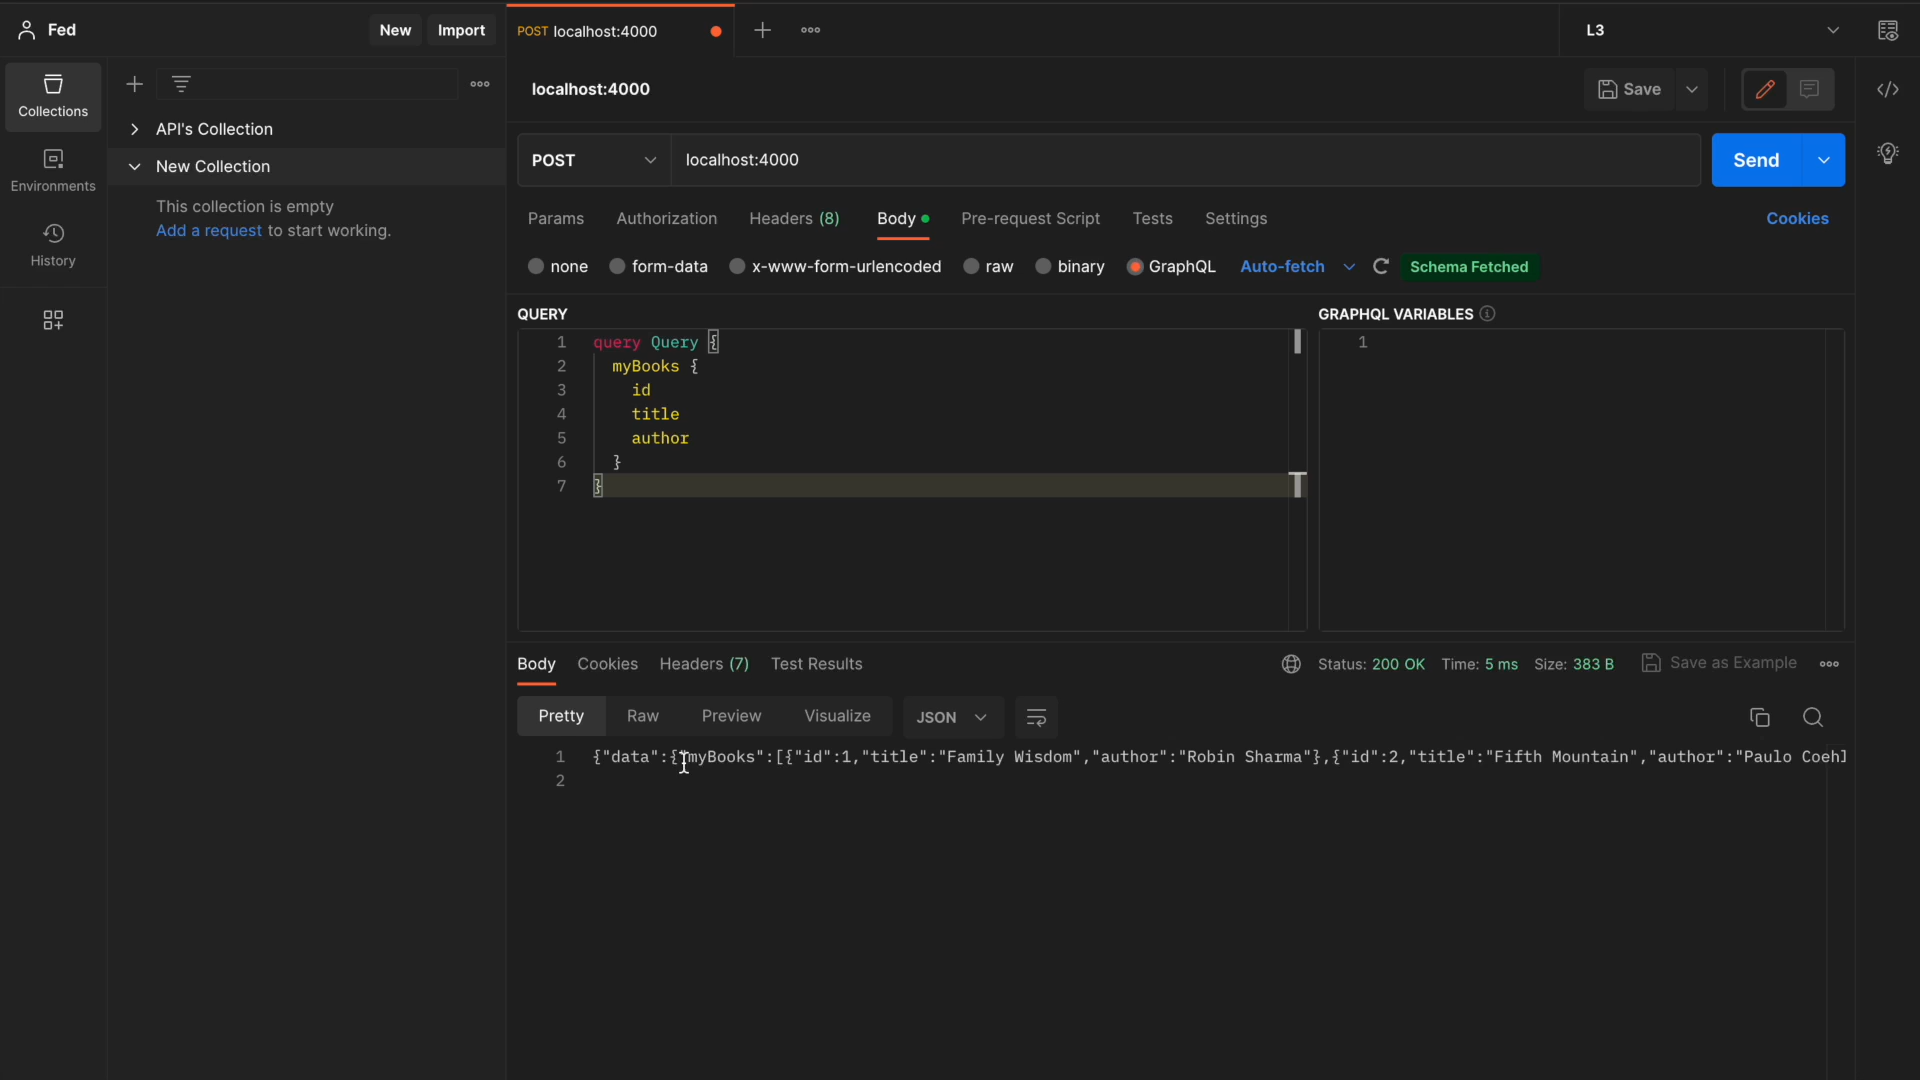 Fed
New
Import
POST localhost:4000
L3
Collections
API's Collection
New Collection
This collection is empty
Add a request to start working.
Environments
History
localhost:4000
Save
POST
localhost:4000
Send
Params
Authorization
Headers (8)
Body
Pre-request Script
Tests
Settings
Cookies
none
form-data
x-www-form-urlencoded
raw
binary
GraphQL
Auto-fetch
Schema Fetched
QUERY
1 query Query {
2 myBooks {
3 id
4 title
5 author
6 }
7 }
GRAPHQL VARIABLES
1
Body
Cookies
Headers (7)
Test Results
Status: 200 OK
Time: 5 ms
Size: 383 B
Save as Example
Pretty
Raw
Preview
Visualize
JSON
1 {"data":{"myBooks":[{"id":1,"title":"Family Wisdom","author":"Robin Sharma"},{"id":2,"title":"Fifth Mountain","author":"Paulo Coehl
2